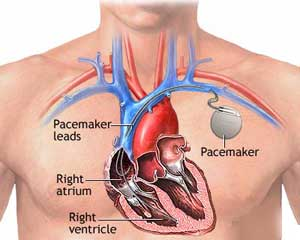 Pacemaker
leads
Pacemaker
Right
atrium
Right
ventricle